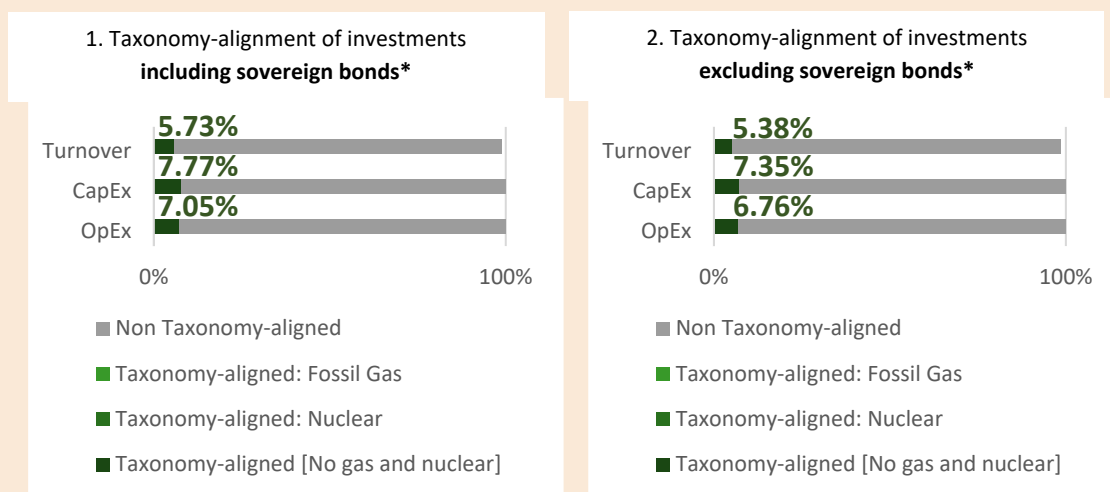 1. Taxonomy-alignment of investments
including sovereign bonds*
5.73%
Turnover
7.77%
CapEx
7.05%
OpEx
0% 100%
Non Taxonomy-aligned
Taxonomy-aligned: Fossil Gas
Taxonomy-aligned: Nuclear
Taxonomy-aligned [No gas and nuclear]
2. Taxonomy-alignment of investments
excluding sovereign bonds*
5.38%
Turnover
7.35%
CapEx
6.76%
OpEx
0% 100%
Non Taxonomy-aligned
Taxonomy-aligned: Fossil Gas
Taxonomy-aligned: Nuclear
Taxonomy-aligned [No gas and nuclear]